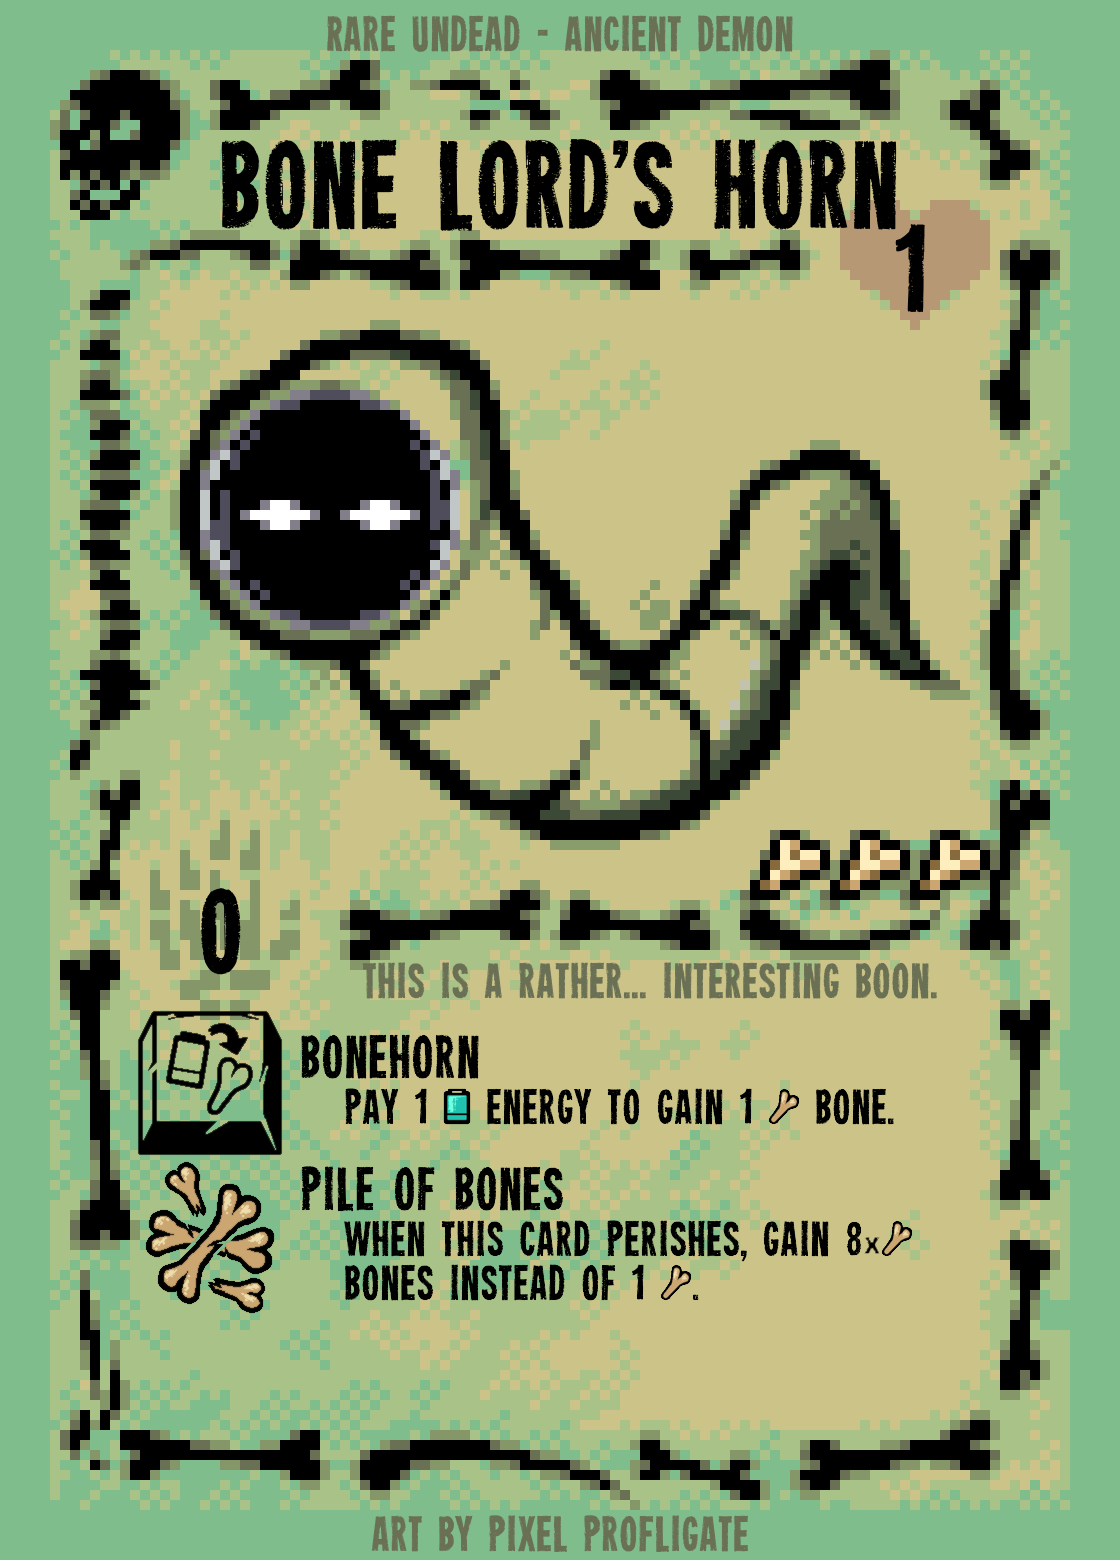 RARE UNDEAD - ANCIENT DEMON
BONE LORD'S HORN
1
0
THIS IS A RATHER... INTERESTING BOON.
BONEHORN
PAY 1 ENERGY TO GAIN 1 BONE.
PILE OF BONES
WHEN THIS CARD PERISHES, GAIN 8x
BONES INSTEAD OF 1 .
ART BY PIXEL PROFLIGATE